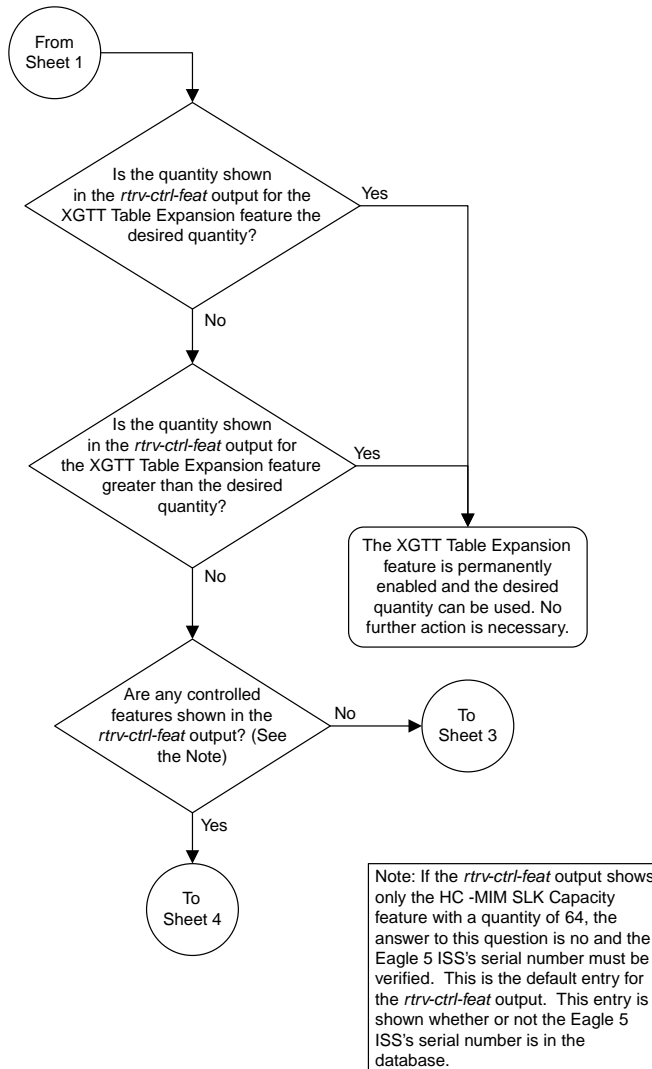 From
Sheet 1
Is the quantity shown
in the rtrv-ctrl-feat output for the
XGTT Table Expansion feature the
desired quantity?
Yes
No
Is the quantity shown
in the rtrv-ctrl-feat output for
the XGTT Table Expansion feature
greater than the desired
quantity?
Yes
No
The XGTT Table Expansion
feature is permanently
enabled and the desired
quantity can be used. No
further action is necessary.
Are any controlled
features shown in the
rtrv-ctrl-feat output? (See
the Note)
No
To
Sheet 3
Yes
To
Sheet 4
Note: If the rtrv-ctrl-feat output shows
only the HC -MIM SLK Capacity
feature with a quantity of 64, the
answer to this question is no and the
Eagle 5 ISS's serial number must be
verified. This is the default entry for
the rtrv-ctrl-feat output. This entry is
shown whether or not the Eagle 5
ISS's serial number is in the
database.